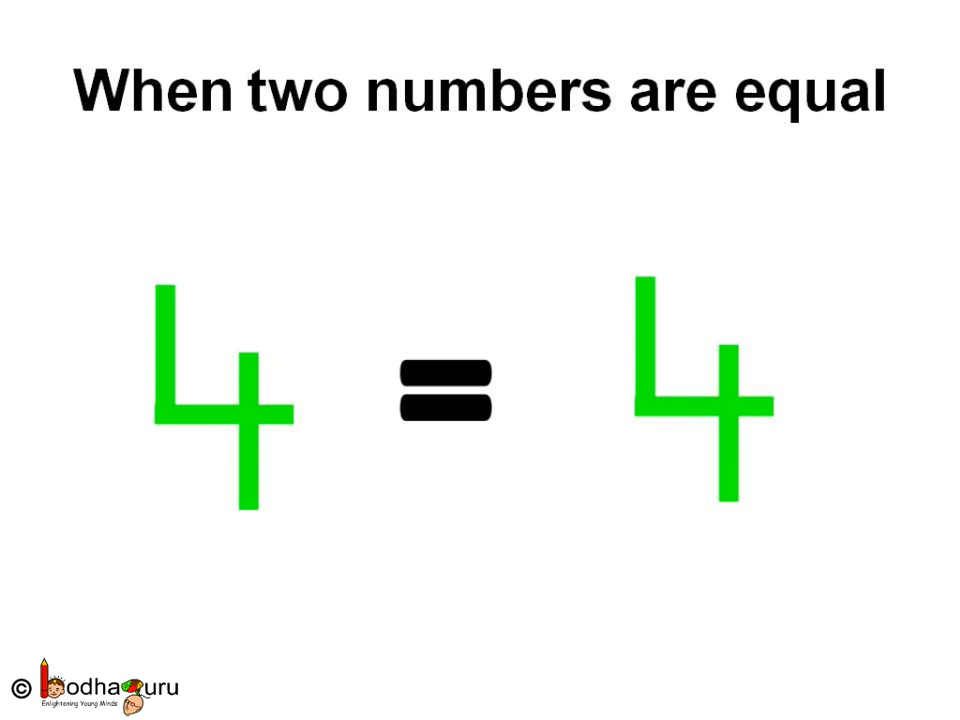 When two numbers are equal
4 = 4
© bodhaguru
Enlightening Young Minds